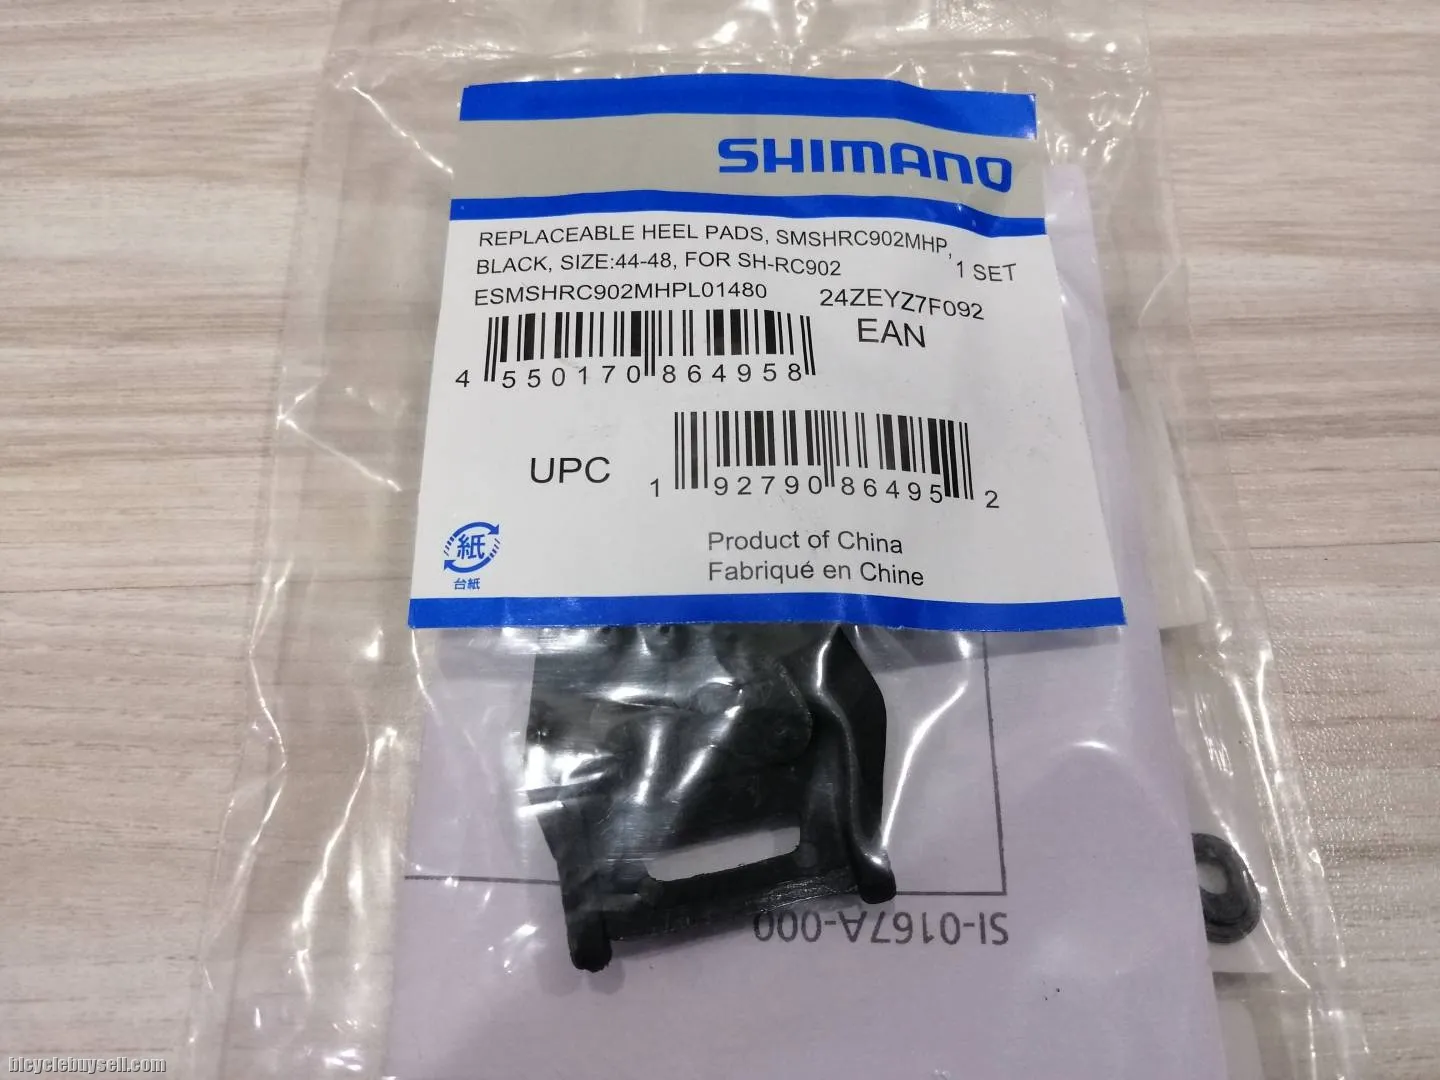 SHIMANO
REPLACEABLE HEEL PADS, SMSHRC902MHP,
BLACK, SIZE:44-48, FOR SH-RC902 1 SET
ESMSHRC902MHPL01480 24ZEYZ7F092
EAN
4 550170 864958
UPC
1 92790 86495 2
紙
台紙
Product of China
Fabriqué en Chine
SI-0167A-000
bicyclebuysell.com